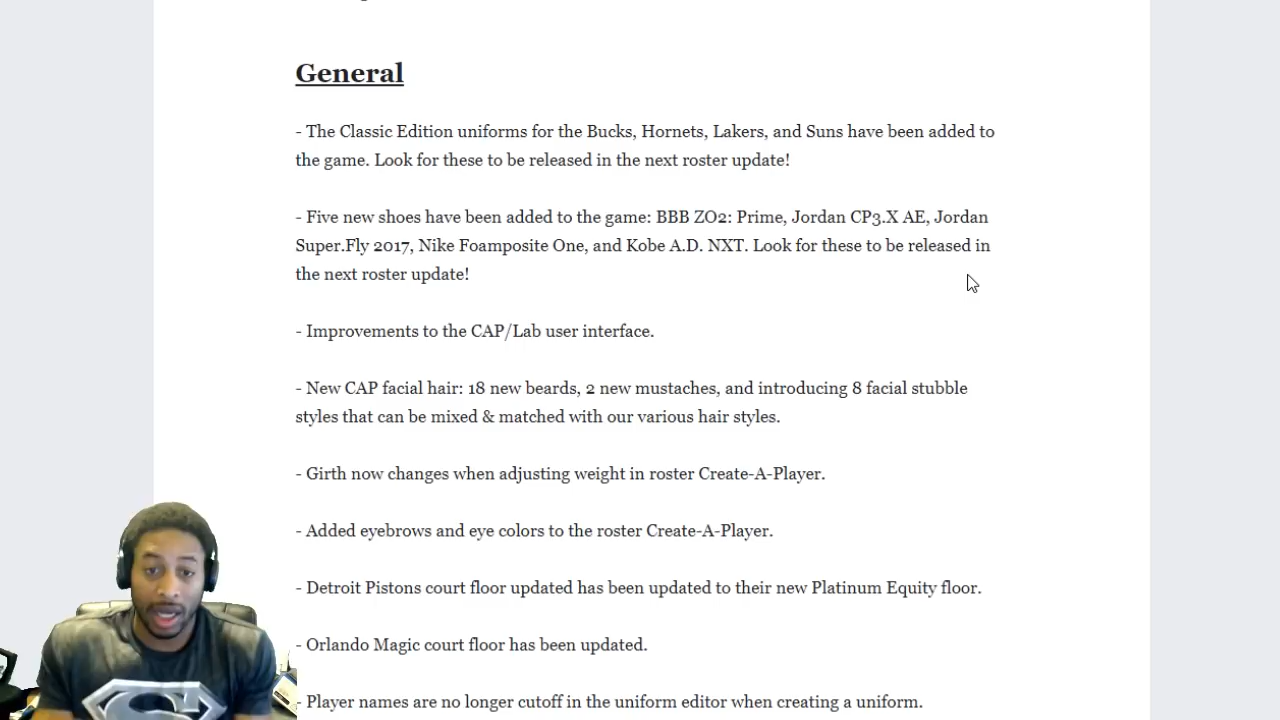 General
- The Classic Edition uniforms for the Bucks, Hornets, Lakers, and Suns have been added to
the game. Look for these to be released in the next roster update!
- Five new shoes have been added to the game: BBB ZO2: Prime, Jordan CP3.X AE, Jordan
Super.Fly 2017, Nike Foamposite One, and Kobe A.D. NXT. Look for these to be released in
the next roster update!
- Improvements to the CAP/Lab user interface.
- New CAP facial hair: 18 new beards, 2 new mustaches, and introducing 8 facial stubble
styles that can be mixed & matched with our various hair styles.
- Girth now changes when adjusting weight in roster Create-A-Player.
- Added eyebrows and eye colors to the roster Create-A-Player.
- Detroit Pistons court floor updated has been updated to their new Platinum Equity floor.
- Orlando Magic court floor has been updated.
- Player names are no longer cutoff in the uniform editor when creating a uniform.